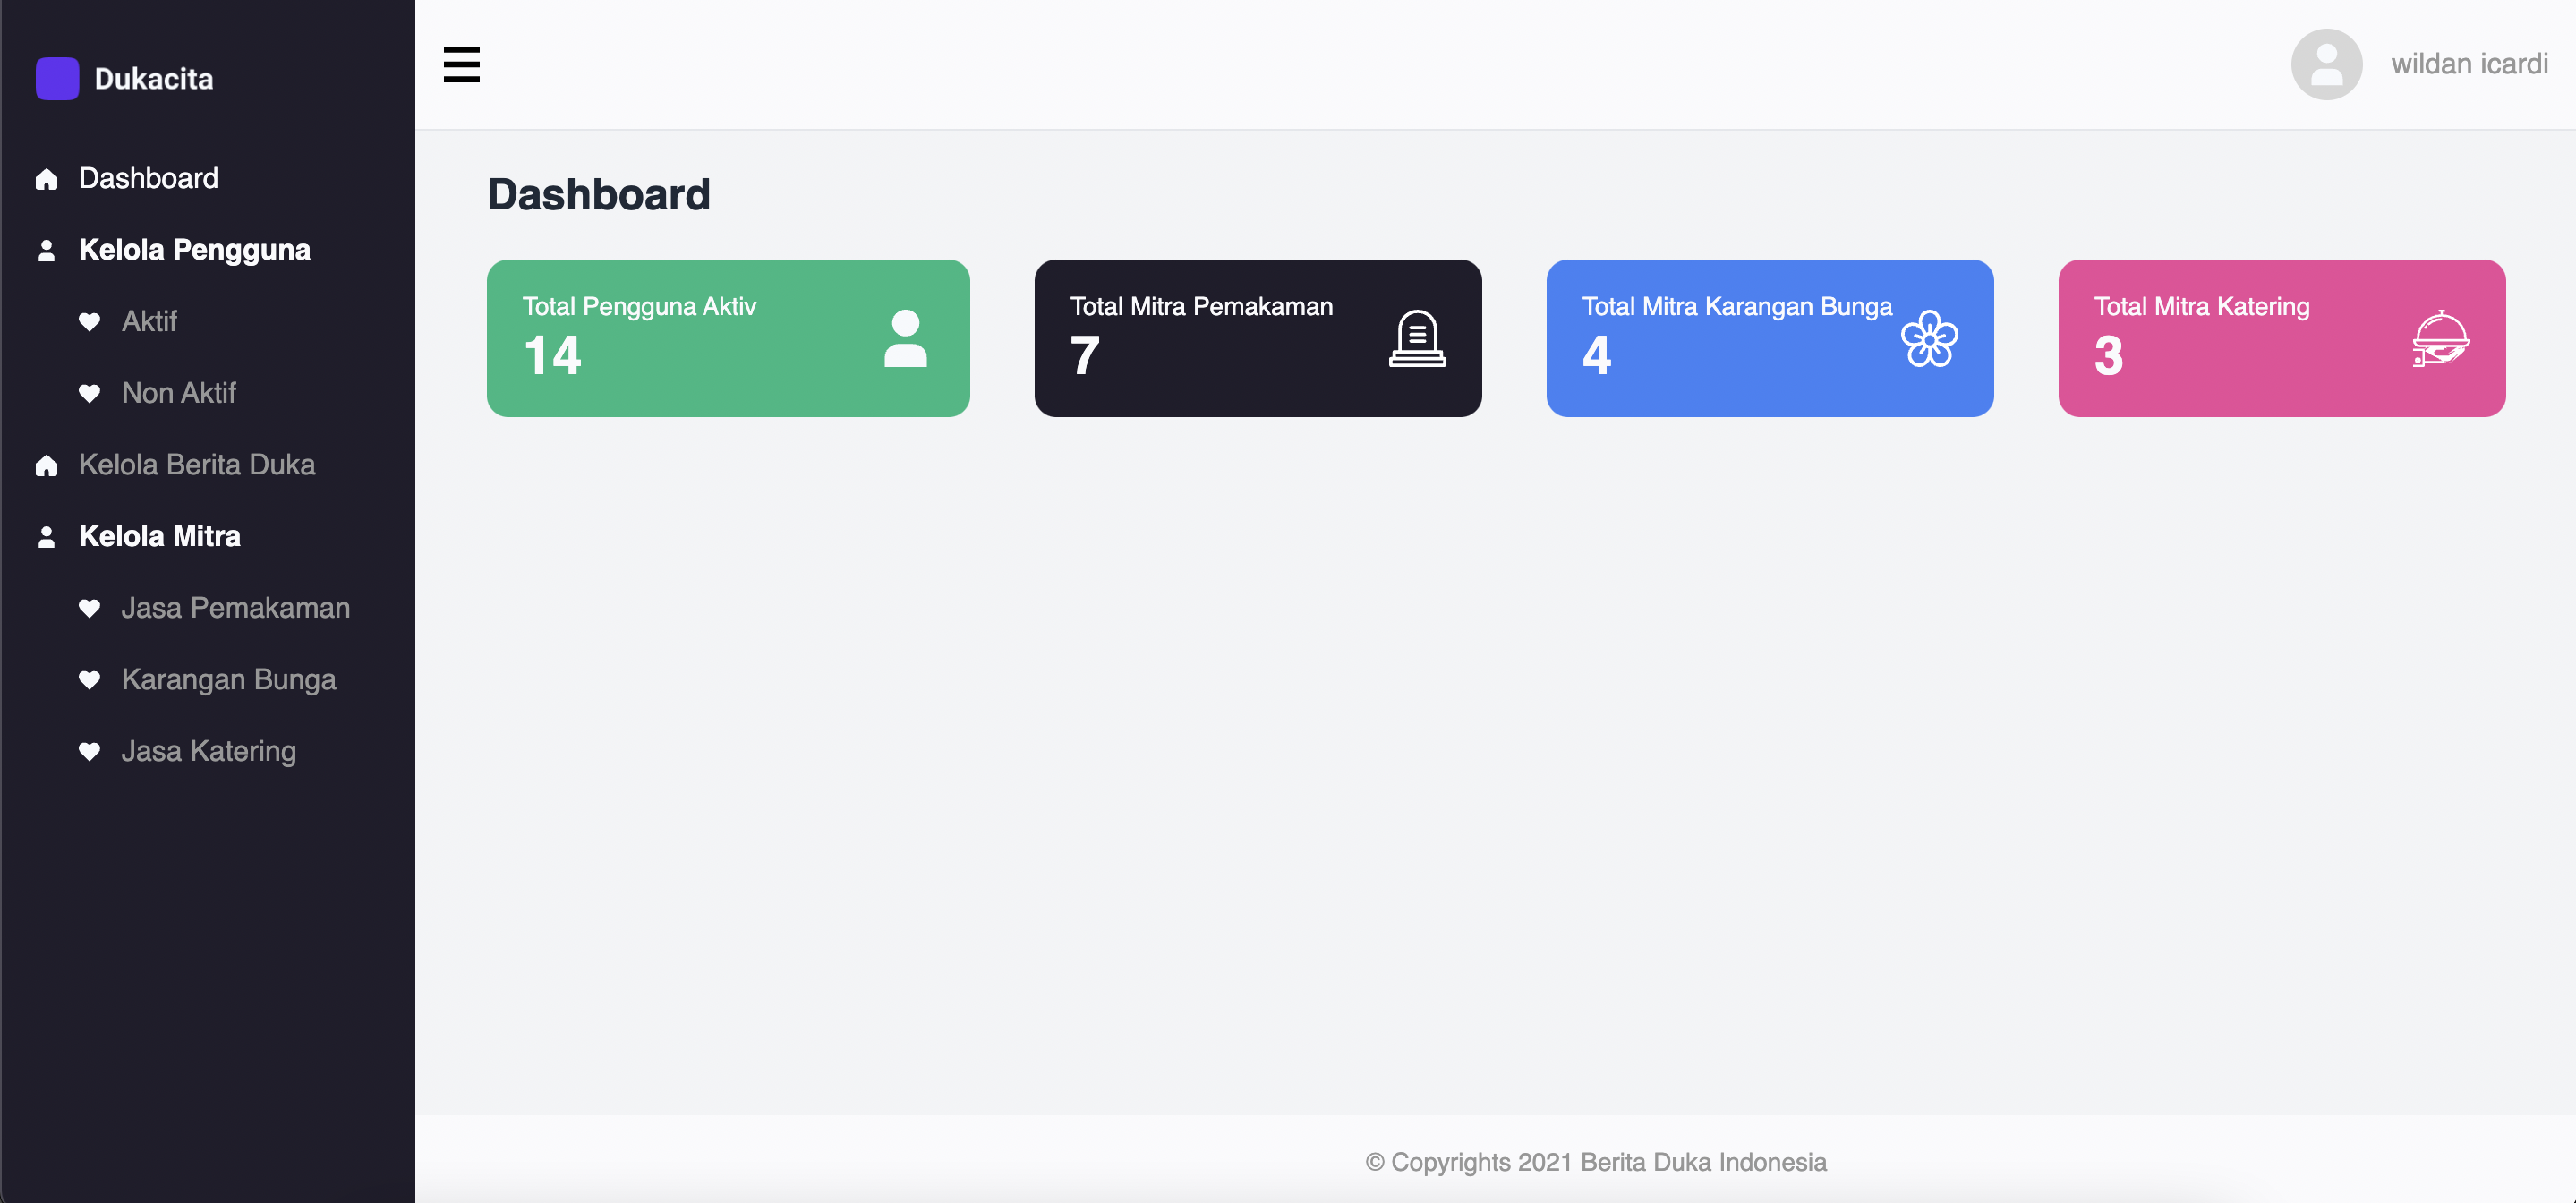 Dukacita
Dashboard
Kelola Pengguna
Aktif
Non Aktif
Kelola Berita Duka
Kelola Mitra
Jasa Pemakaman
Karangan Bunga
Jasa Katering
wildan icardi
Dashboard
Total Pengguna Aktiv
14
Total Mitra Pemakaman
7
Total Mitra Karangan Bunga
4
Total Mitra Katering
3
© Copyrights 2021 Berita Duka Indonesia